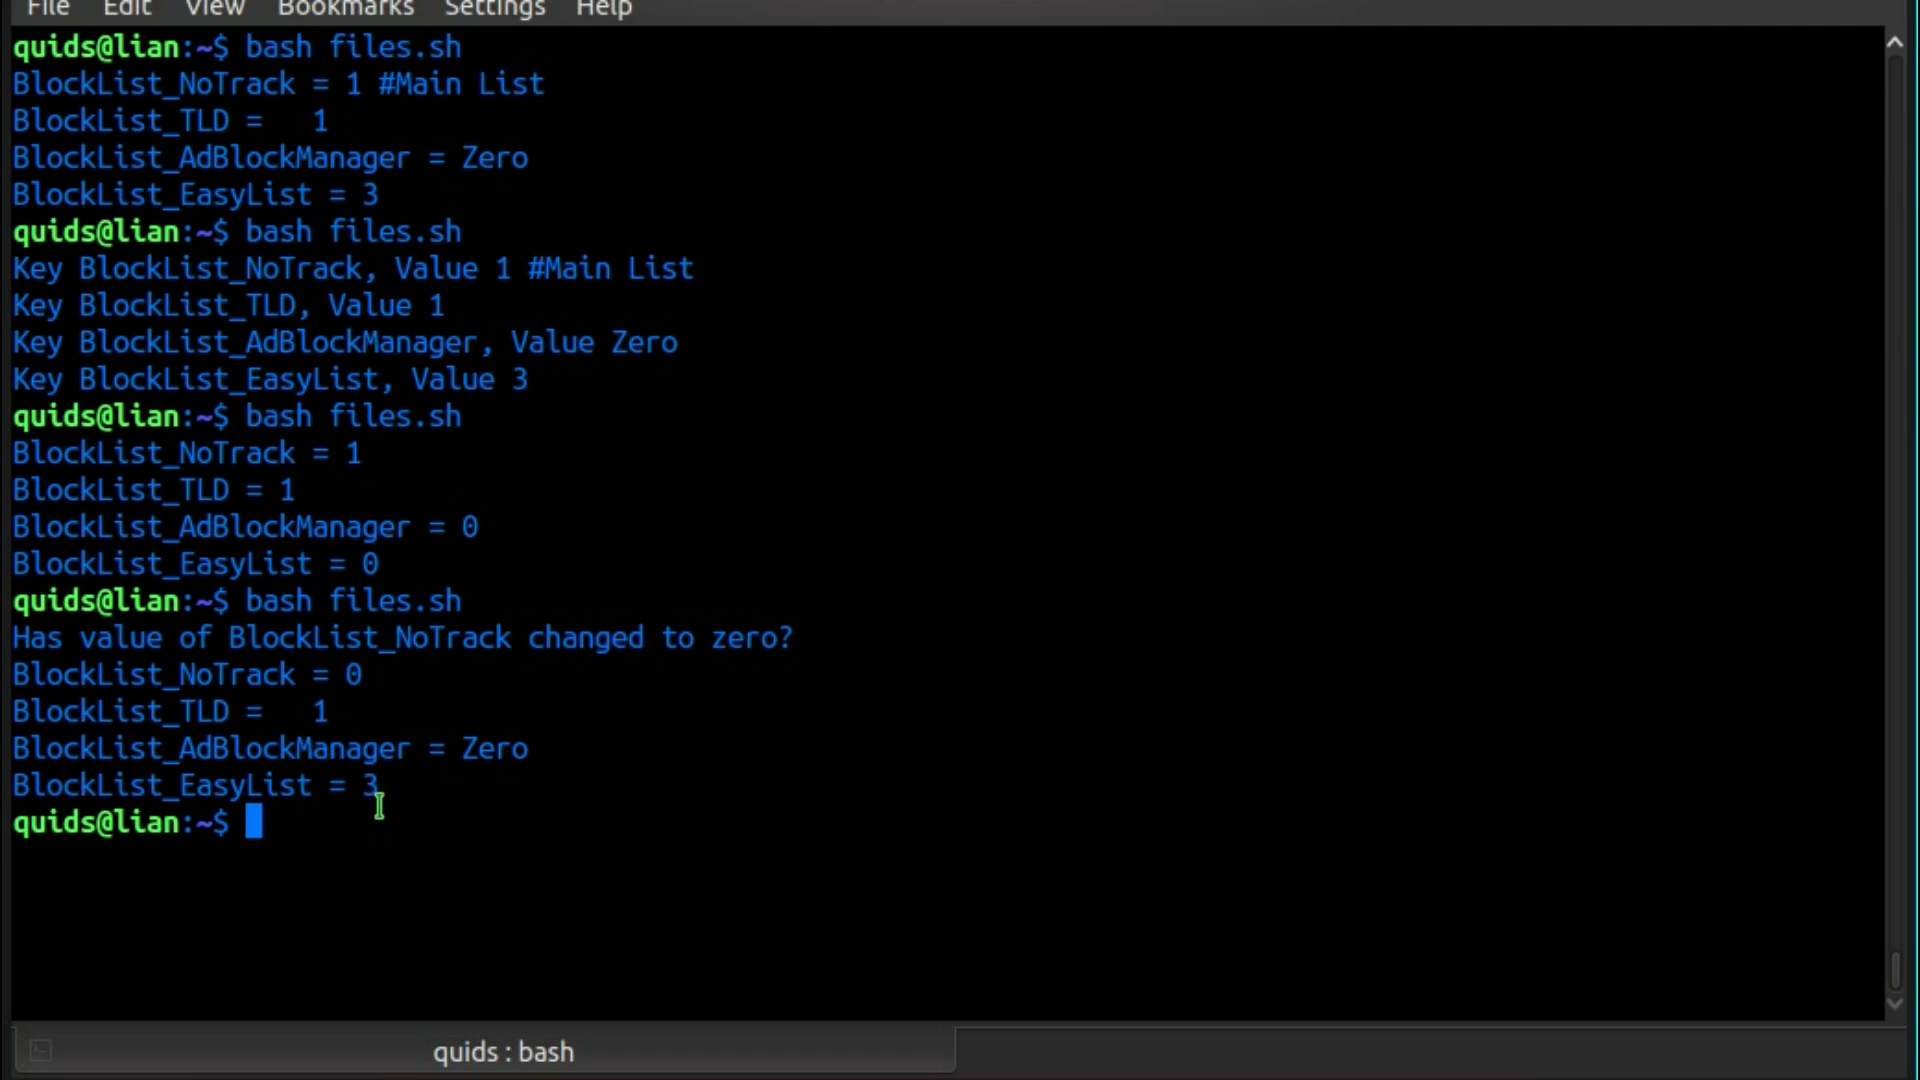 File Edit View Bookmarks Settings Help
quids@lian:~$ bash files.sh
BlockList_NoTrack = 1 #Main List
BlockList_TLD =   1
BlockList_AdBlockManager = Zero
BlockList_EasyList = 3
quids@lian:~$ bash files.sh
Key BlockList_NoTrack, Value 1 #Main List
Key BlockList_TLD, Value 1
Key BlockList_AdBlockManager, Value Zero
Key BlockList_EasyList, Value 3
quids@lian:~$ bash files.sh
BlockList_NoTrack = 1
BlockList_TLD = 1
BlockList_AdBlockManager = 0
BlockList_EasyList = 0
quids@lian:~$ bash files.sh
Has value of BlockList_NoTrack changed to zero?
BlockList_NoTrack = 0
BlockList_TLD =   1
BlockList_AdBlockManager = Zero
BlockList_EasyList = 3
quids@lian:~$
quids : bash